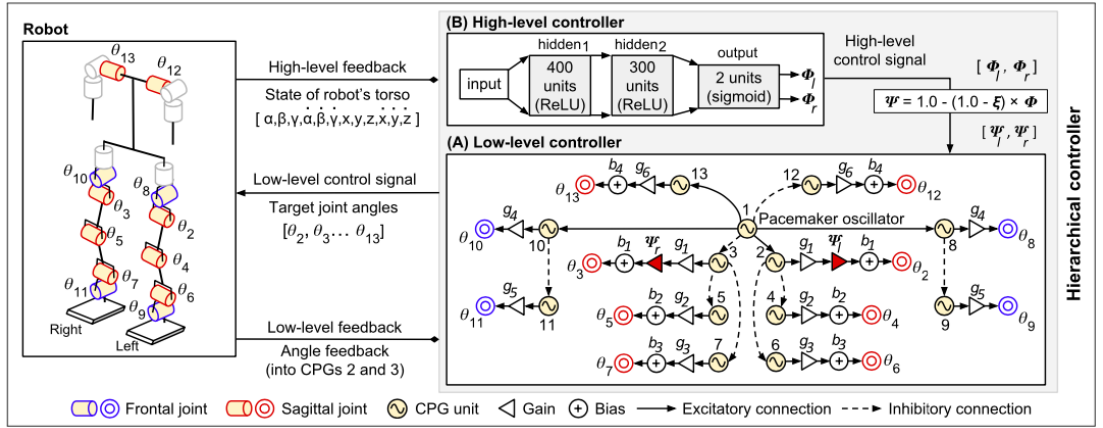 Robot
θ13
θ12
θ10
θ8
θ3
θ2
θ5
θ4
θ7
θ6
θ11
θ9
Right
Left
High-level feedback
State of robot's torso
[ α,β,γ,α̇,β̇,γ̇,x,y,z,ẋ,ẏ,ż ]
Low-level control signal
Target joint angles
[θ2, θ3... θ13]
Low-level feedback
Angle feedback
(into CPGs 2 and 3)
(B) High-level controller
input
hidden1
400
units
(ReLU)
hidden2
300
units
(ReLU)
output
2 units
(sigmoid)
Φl
Φr
High-level
control signal
[ Φl, Φr ]
Ψ = 1.0 - (1.0 - ξ) × Φ
[ Ψl, Ψr ]
(A) Low-level controller
θ13 b4 g6 13
12 g6 b4 θ12
1
Pacemaker oscillator
θ10 g4 10
8 g4 θ8
θ3 b1 Ψr g1 3
2 g1 Ψl b1 θ2
θ11 g5 11
9 g5 θ9
θ5 b2 g2 5
4 g2 b2 θ4
θ7 b3 g3 7
6 g3 b3 θ6
Hierarchical controller
Frontal joint
Sagittal joint
CPG unit
Gain
Bias
Excitatory connection
Inhibitory connection